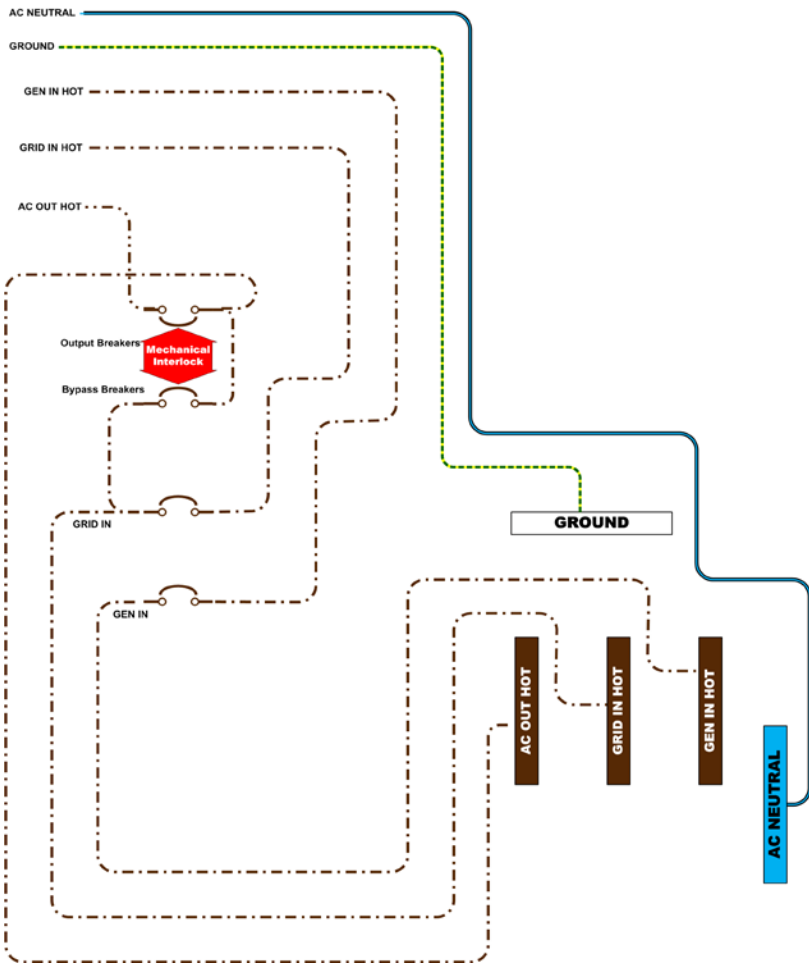 AC NEUTRAL
GROUND
GEN IN HOT
GRID IN HOT
AC OUT HOT
Output Breakers
Mechanical
Interlock
Bypass Breakers
GRID IN
GROUND
GEN IN
AC OUT HOT
GRID IN HOT
GEN IN HOT
AC NEUTRAL